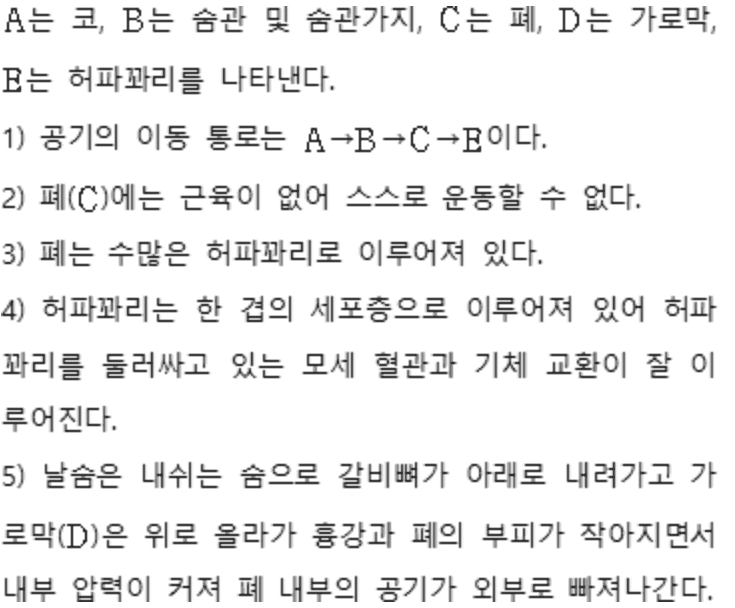 A는 코, B는 숨관 및 숨관가지, C는 폐, D는 가로막,
E는 허파꽈리를 나타낸다.
1) 공기의 이동 통로는 A→B→C→E이다.
2) 폐(C)에는 근육이 없어 스스로 운동할 수 없다.
3) 폐는 수많은 허파꽈리로 이루어져 있다.
4) 허파꽈리는 한 겹의 세포층으로 이루어져 있어 허파
꽈리를 둘러싸고 있는 모세 혈관과 기체 교환이 잘 이
루어진다.
5) 날숨은 내쉬는 숨으로 갈비뼈가 아래로 내려가고 가
로막(D)은 위로 올라가 흉강과 폐의 부피가 작아지면서
내부 압력이 커져 폐 내부의 공기가 외부로 빠져나간다.